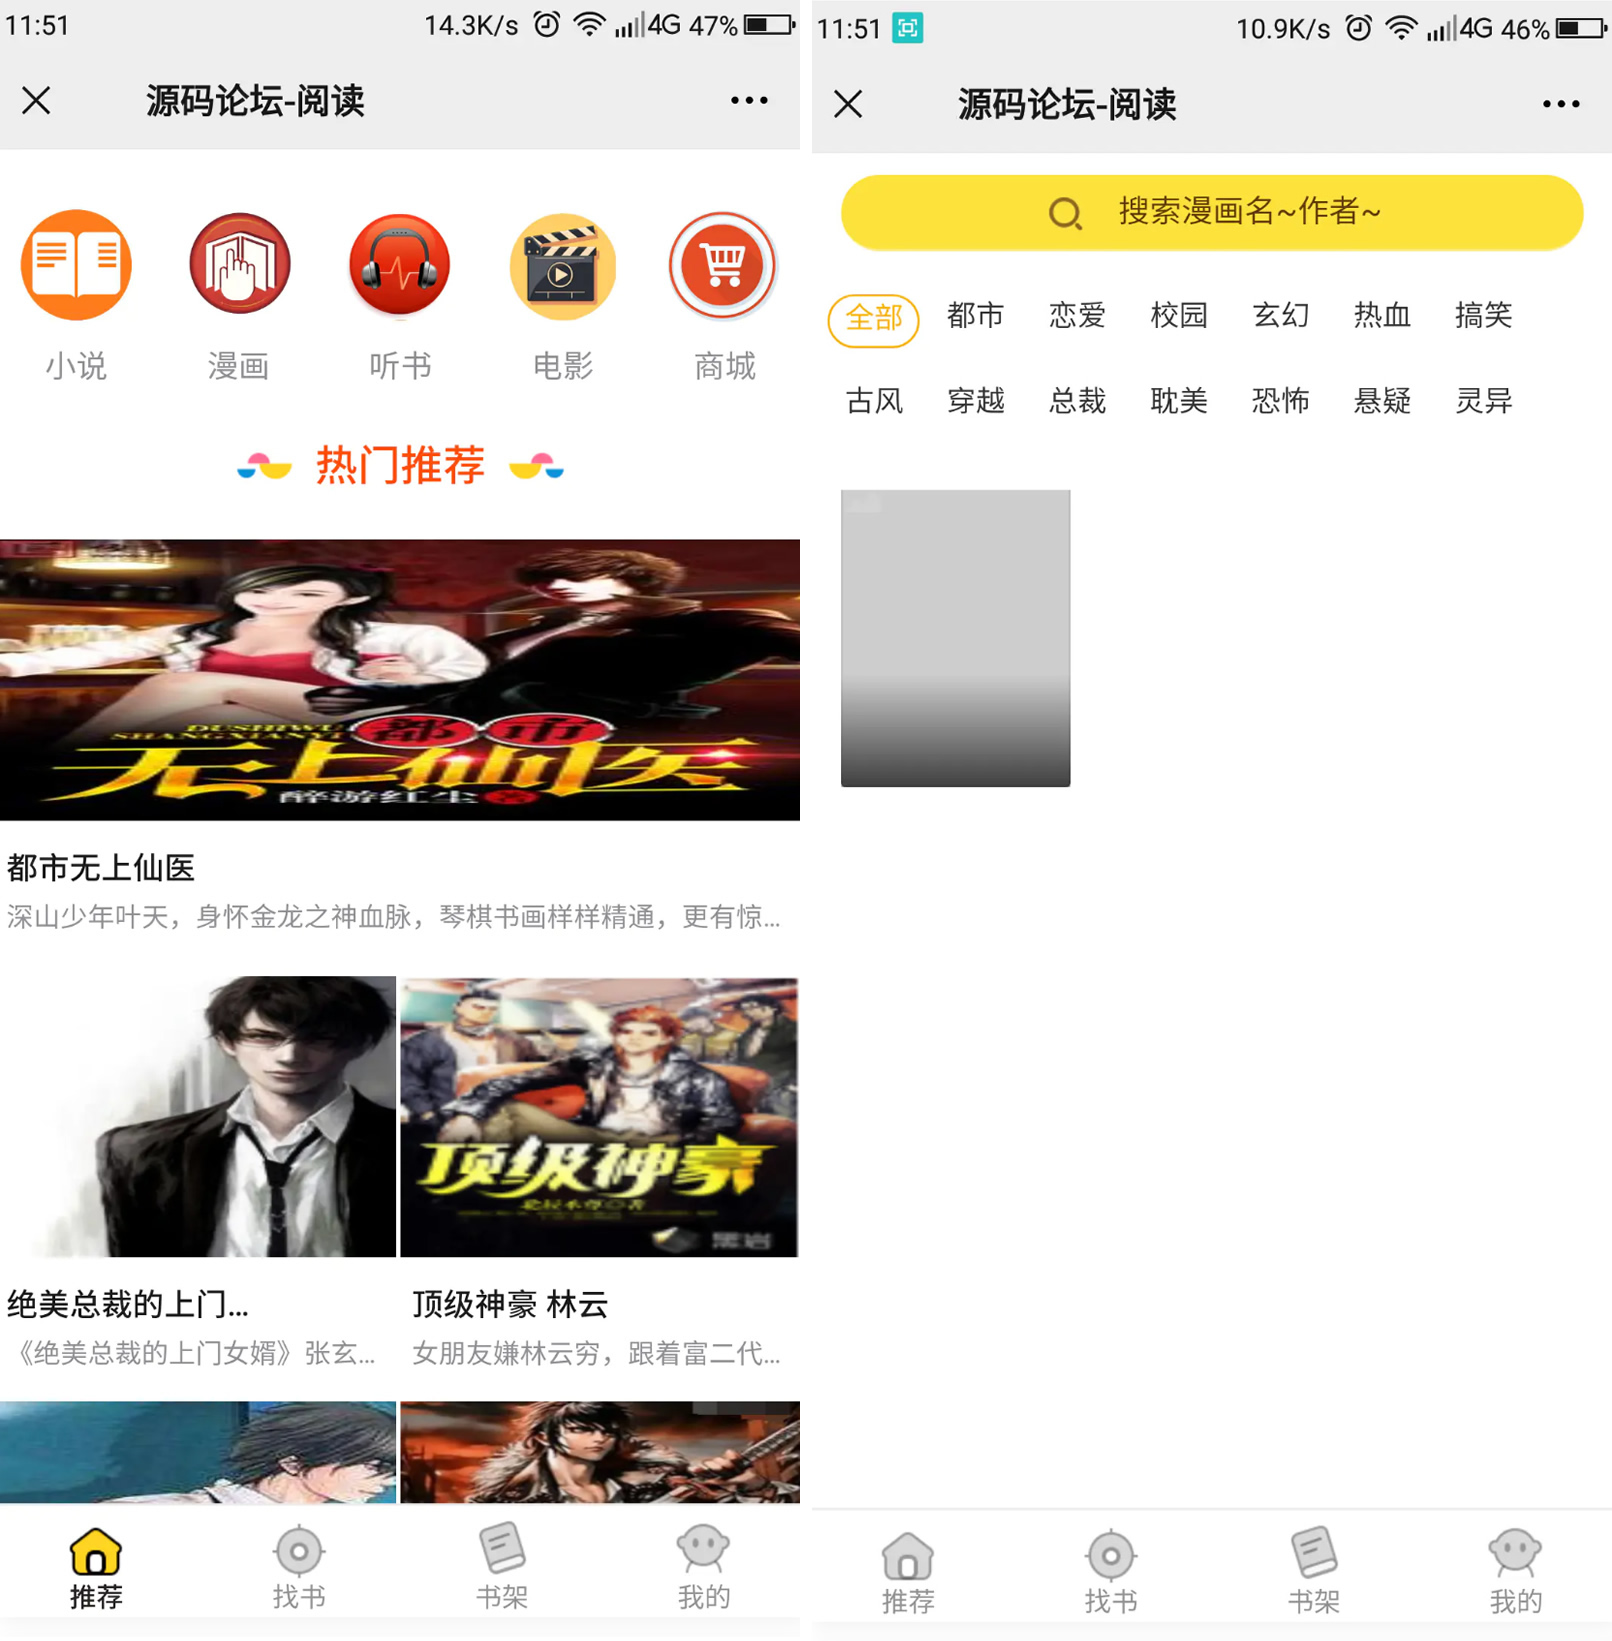 11:51 14.3K/s 4G 47%
源码论坛-阅读
小说 漫画 听书 电影 商城
热门推荐
DUSHIWU
SHANGXIANYI
都市
无上仙医
醉游红尘 著
都市无上仙医
深山少年叶天，身怀金龙之神血脉，琴棋书画样样精通，更有惊...
顶级神豪
黑岩
绝美总裁的上门...
《绝美总裁的上门女婿》张玄...
顶级神豪 林云
女朋友嫌林云穷，跟着富二代...
推荐 找书 书架 我的
11:51 10.9K/s 4G 46%
源码论坛-阅读
搜索漫画名~作者~
全部 都市 恋爱 校园 玄幻 热血 搞笑
古风 穿越 总裁 耽美 恐怖 悬疑 灵异
推荐 找书 书架 我的